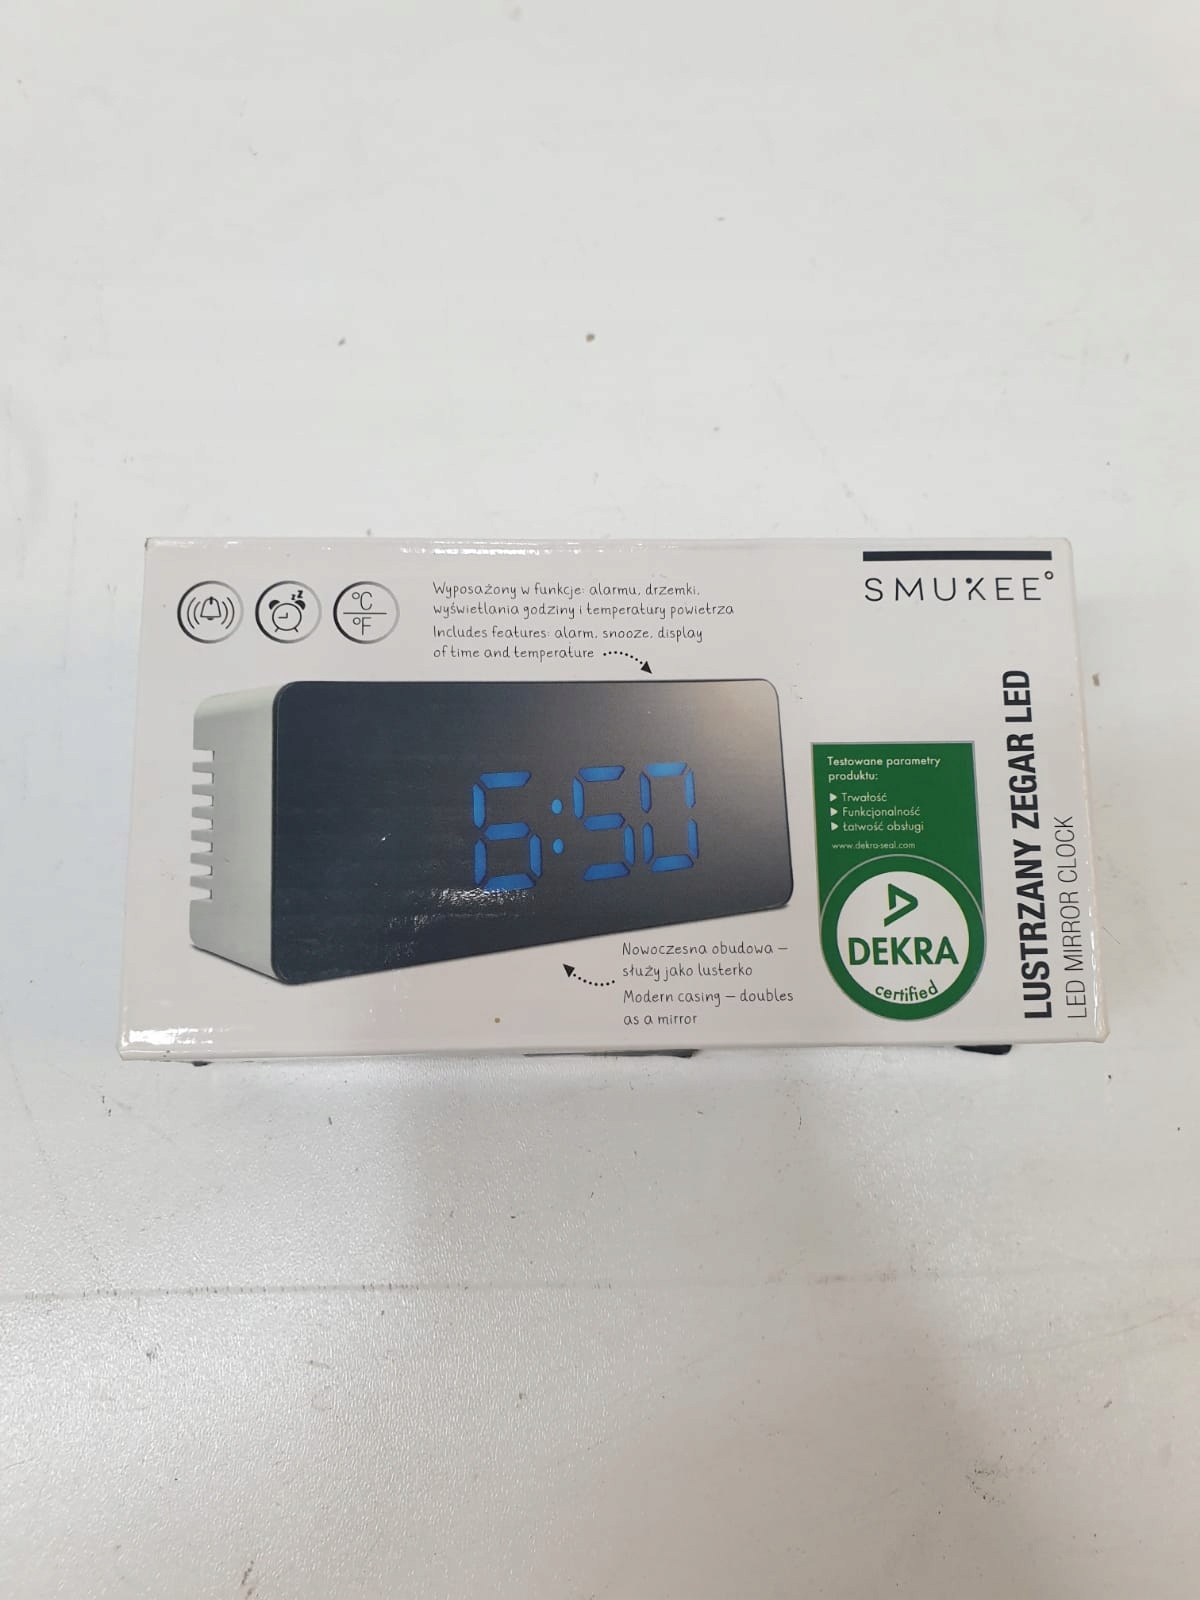 °C
°F
Wyposażony w funkcje: alarmu, drzemki,
wyświetlania godziny i temperatury powietrza
Includes features: alarm, snooze, display
of time and temperature
SMUKEE°
6:50
Testowane parametry
produktu:
Trwałość
Funkcjonalność
Łatwość obsługi
www.dekra-seal.com
DEKRA
certified
LUSTRZANY ZEGAR LED
LED MIRROR CLOCK
Nowoczesna obudowa –
służy jako lusterko
Modern casing – doubles
as a mirror